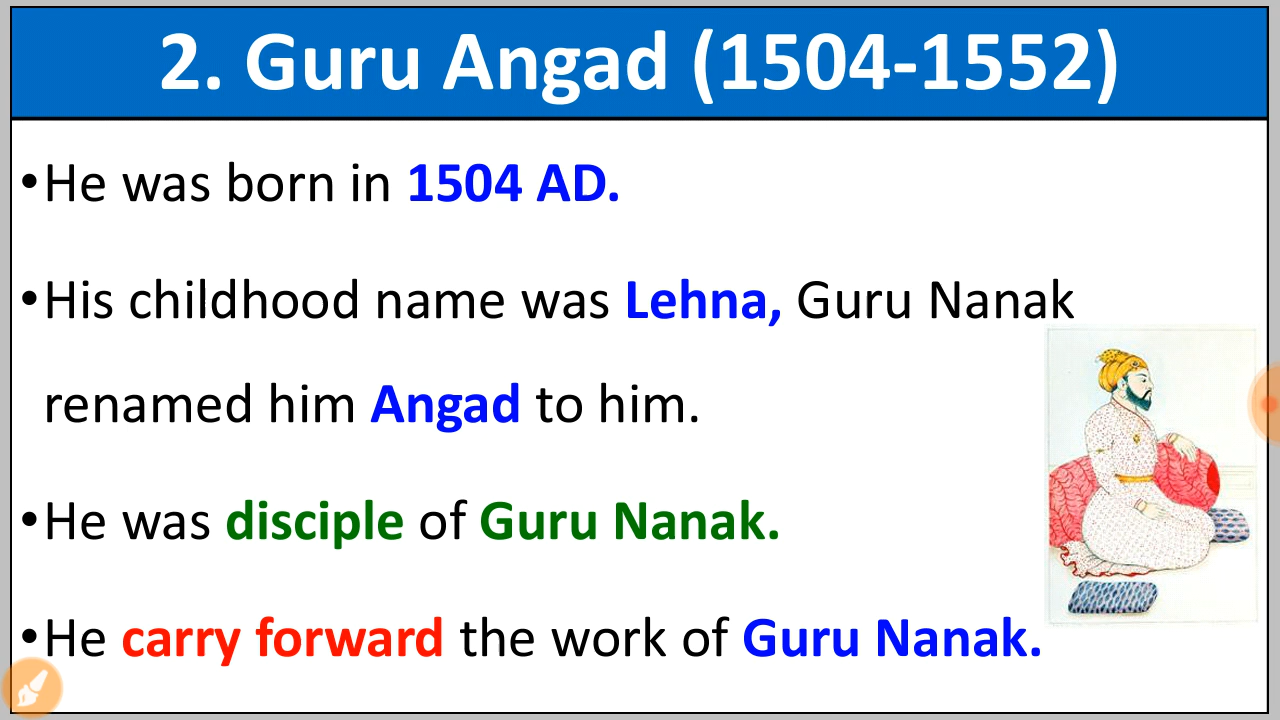 2. Guru Angad (1504-1552)
•He was born in 1504 AD.
•His childhood name was Lehna, Guru Nanak
renamed him Angad to him.
•He was disciple of Guru Nanak.
•He carry forward the work of Guru Nanak.